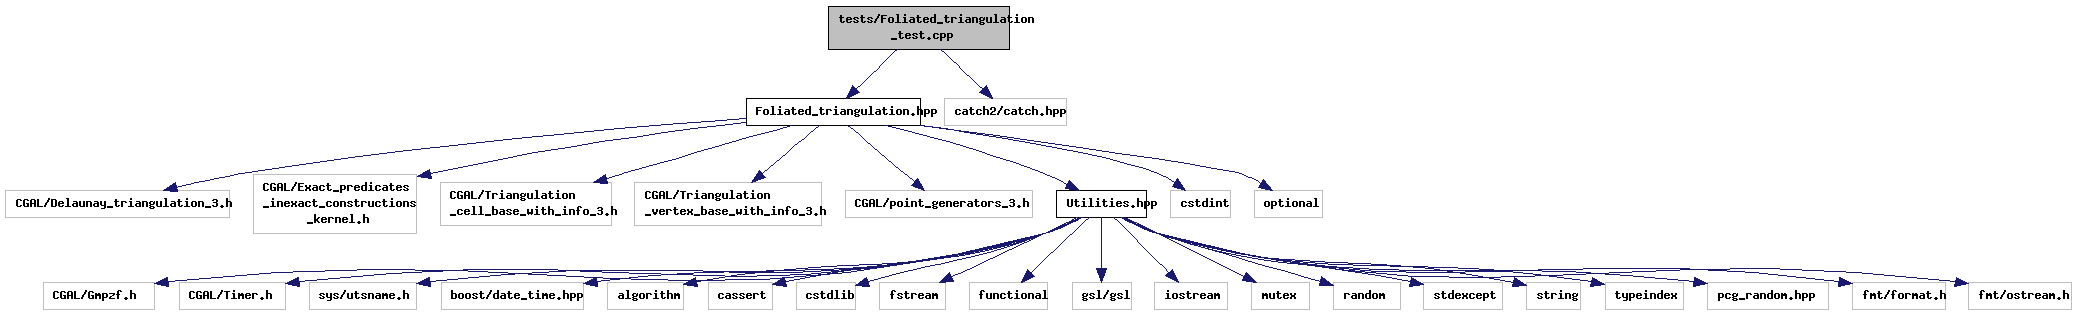 tests/Foliated_triangulation
_test.cpp
Foliated_triangulation.hpp
catch2/catch.hpp
CGAL/Delaunay_triangulation_3.h
CGAL/Exact_predicates
_inexact_constructions
_kernel.h
CGAL/Triangulation
_cell_base_with_info_3.h
CGAL/Triangulation
_vertex_base_with_info_3.h
CGAL/point_generators_3.h
Utilities.hpp
cstdint
optional
CGAL/Gmpzf.h
CGAL/Timer.h
sys/utsname.h
boost/date_time.hpp
algorithm
cassert
cstdlib
fstream
functional
gsl/gsl
iostream
mutex
random
stdexcept
string
typeindex
pcg_random.hpp
fmt/format.h
fmt/ostream.h